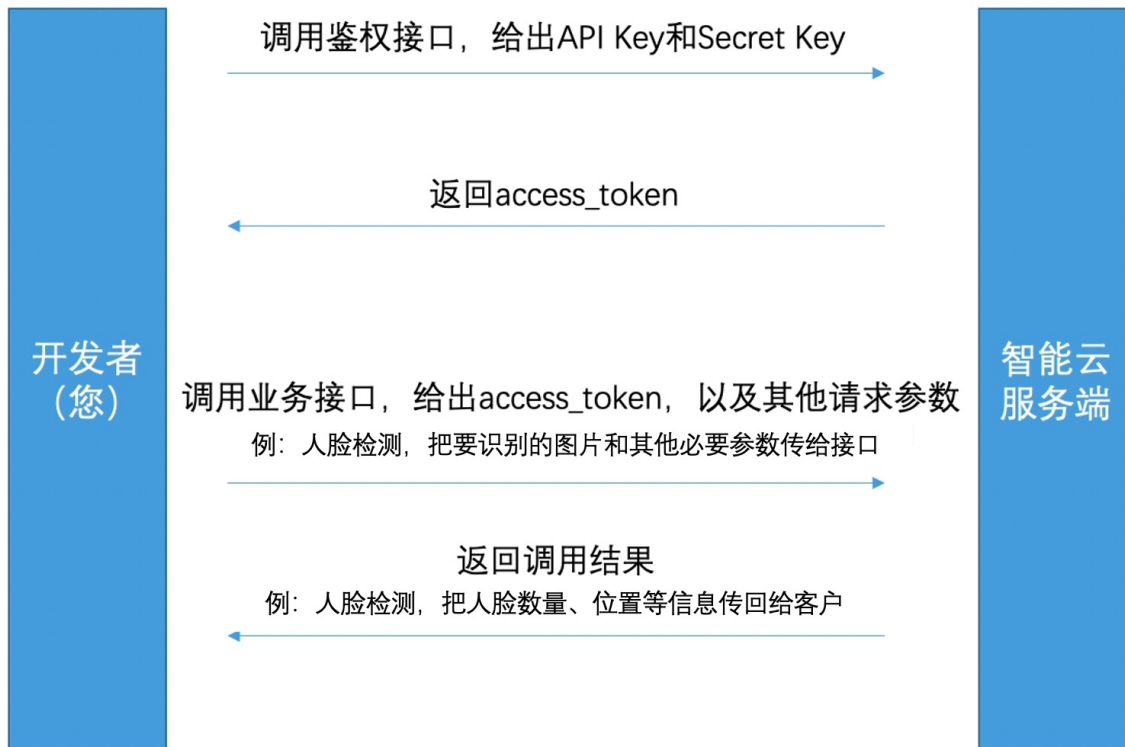 调用鉴权接口，给出API Key和Secret Key
返回access_token
开发者
（您）
智能云
服务端
调用业务接口，给出access_token，以及其他请求参数
例：人脸检测，把要识别的图片和其他必要参数传给接口
返回调用结果
例：人脸检测，把人脸数量、位置等信息传回给客户